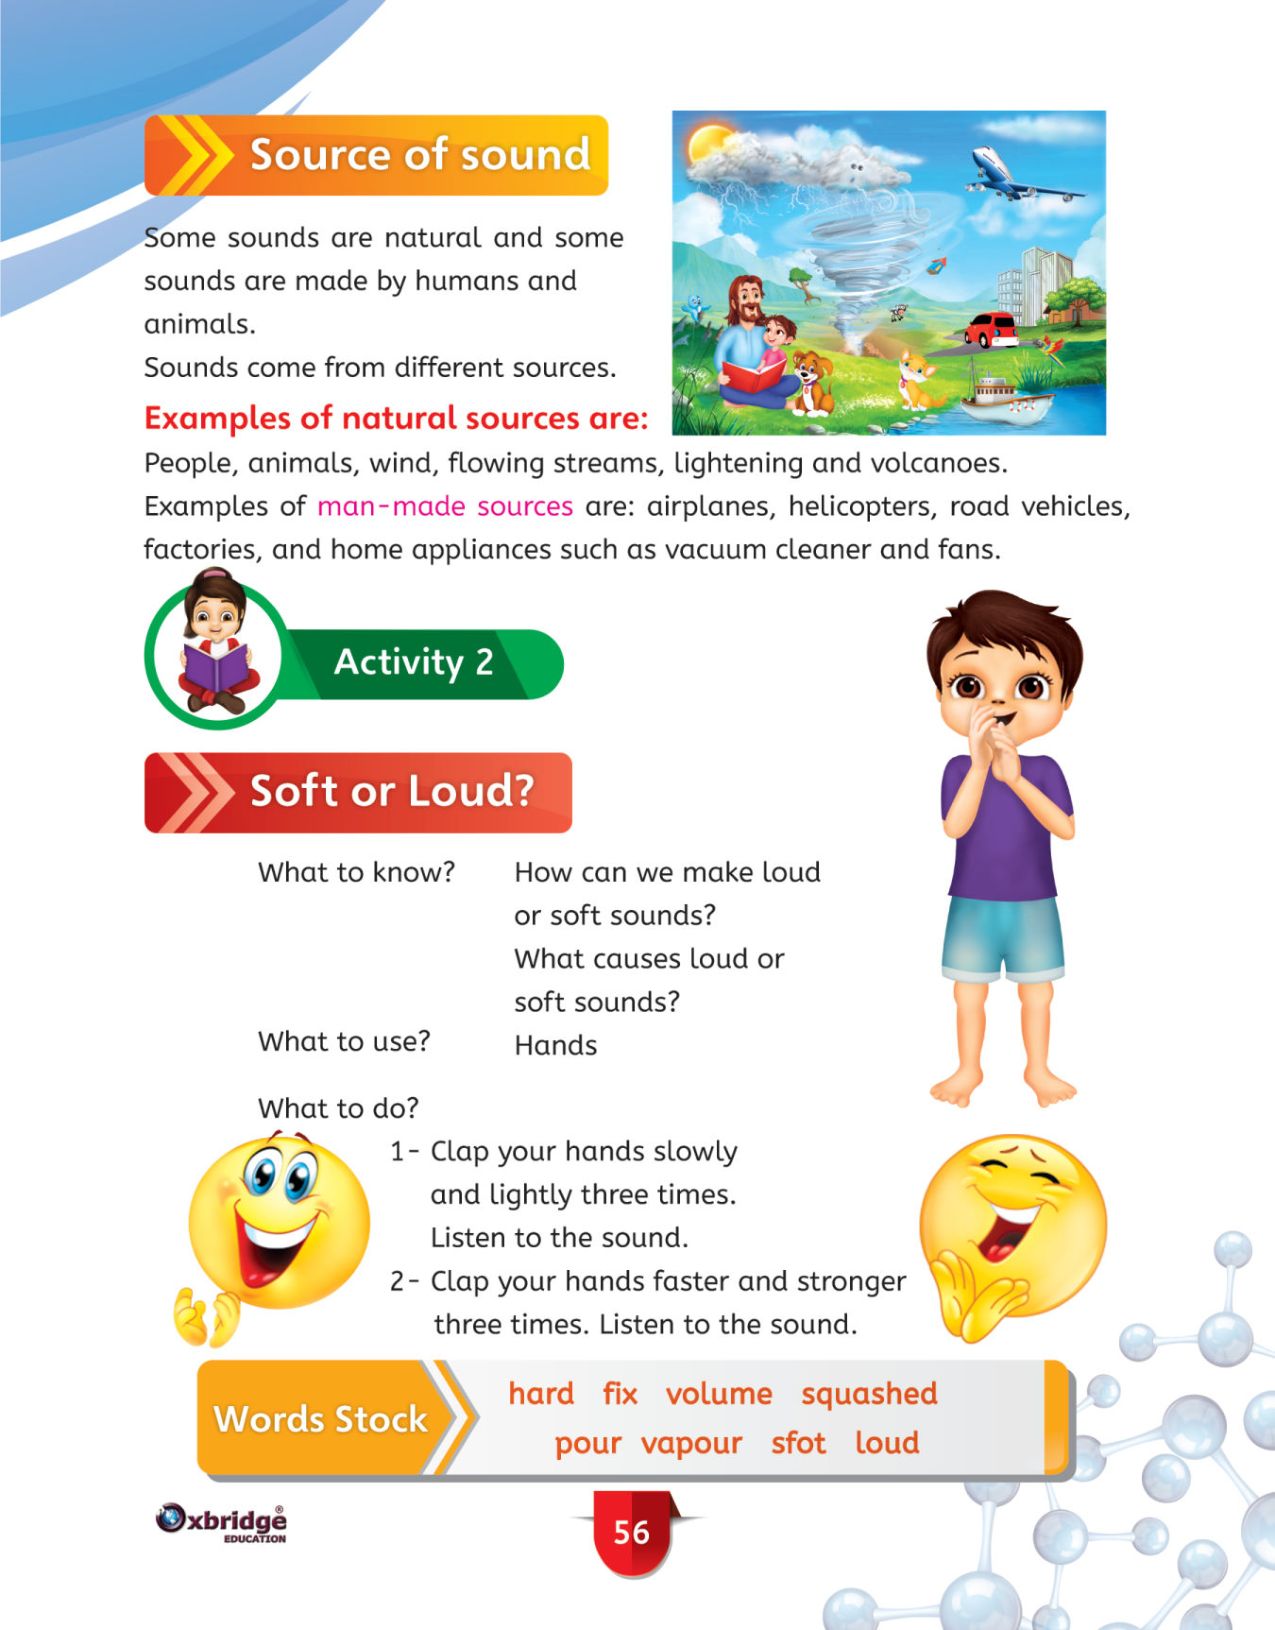 Source of sound
Some sounds are natural and some
sounds are made by humans and
animals.
Sounds come from different sources.
Examples of natural sources are:
People, animals, wind, flowing streams, lightening and volcanoes.
Examples of man-made sources are: airplanes, helicopters, road vehicles,
factories, and home appliances such as vacuum cleaner and fans.
Activity 2
Soft or Loud?
What to know? How can we make loud
or soft sounds?
What causes loud or
soft sounds?
What to use? Hands
What to do?
1- Clap your hands slowly
and lightly three times.
Listen to the sound.
2- Clap your hands faster and stronger
three times. Listen to the sound.
Words Stock
hard fix volume squashed
pour vapour sfot loud
Oxbridge®
EDUCATION
56